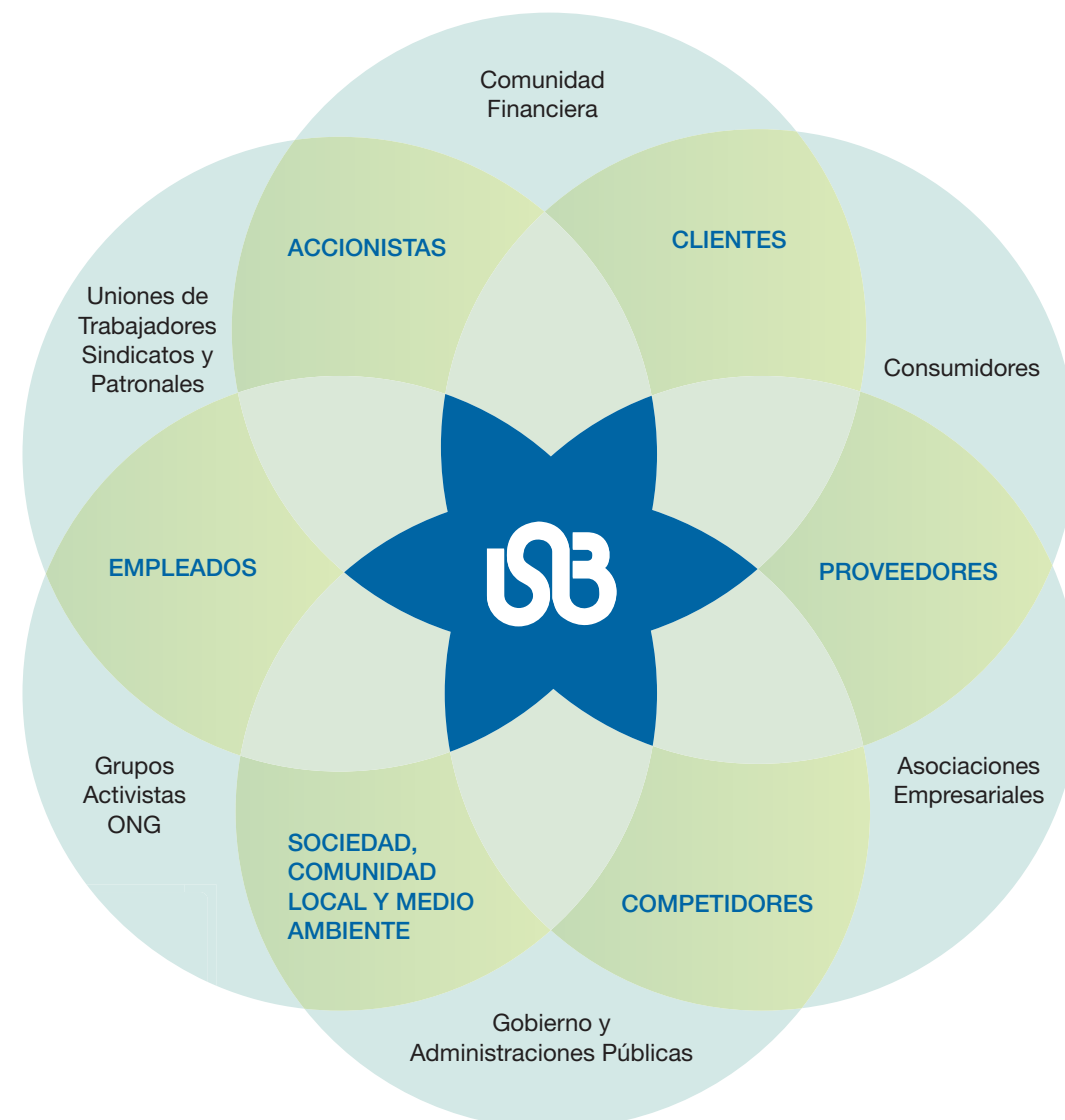 Comunidad
Financiera
ACCIONISTAS
CLIENTES
Uniones de
Trabajadores
Sindicatos y
Patronales
Consumidores
EMPLEADOS
PROVEEDORES
Grupos
Activistas
ONG
Asociaciones
Empresariales
SOCIEDAD,
COMUNIDAD
LOCAL Y MEDIO
AMBIENTE
COMPETIDORES
Gobierno y
Administraciones Públicas